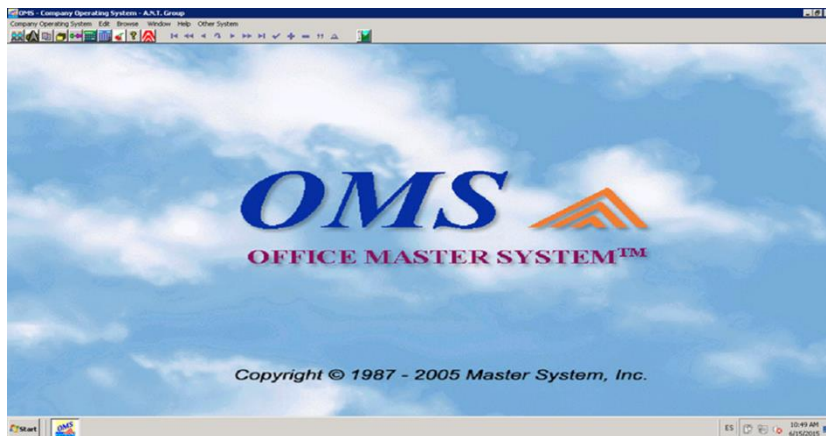 OMS - Company Operating System - A.N.T. Group
Company Operating System Edit Browse Window Help Other System
OMS
OFFICE MASTER SYSTEM™
Copyright © 1987 - 2005 Master System, Inc.
Start
OMS
ES
10:49 AM
6/15/2015